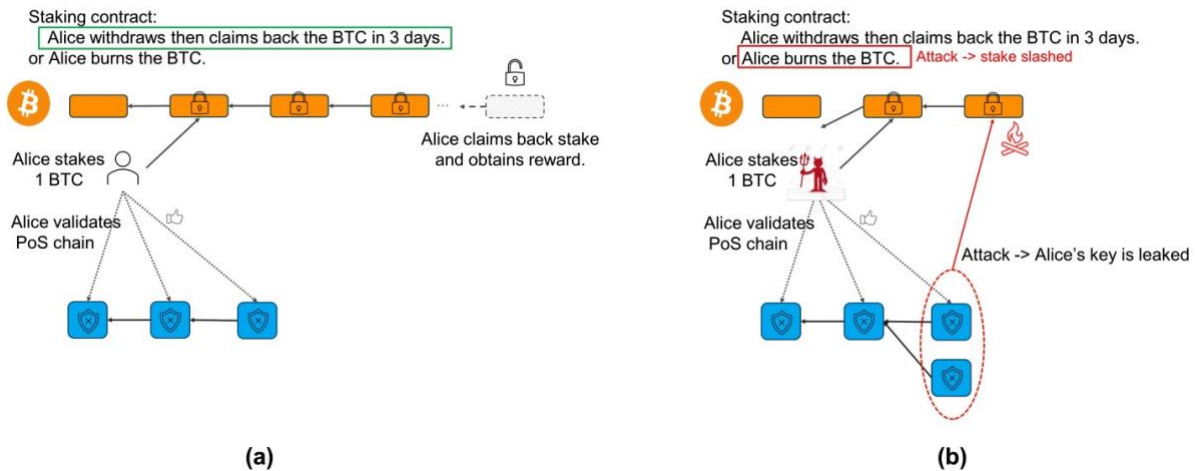 Staking contract:
Alice withdraws then claims back the BTC in 3 days.
or Alice burns the BTC.
...
Alice claims back stake
and obtains reward.
Alice stakes
1 BTC
Alice validates
PoS chain
(a)
Staking contract:
Alice withdraws then claims back the BTC in 3 days.
or Alice burns the BTC. Attack -> stake slashed
Alice stakes
1 BTC
Alice validates
PoS chain
Attack -> Alice's key is leaked
(b)